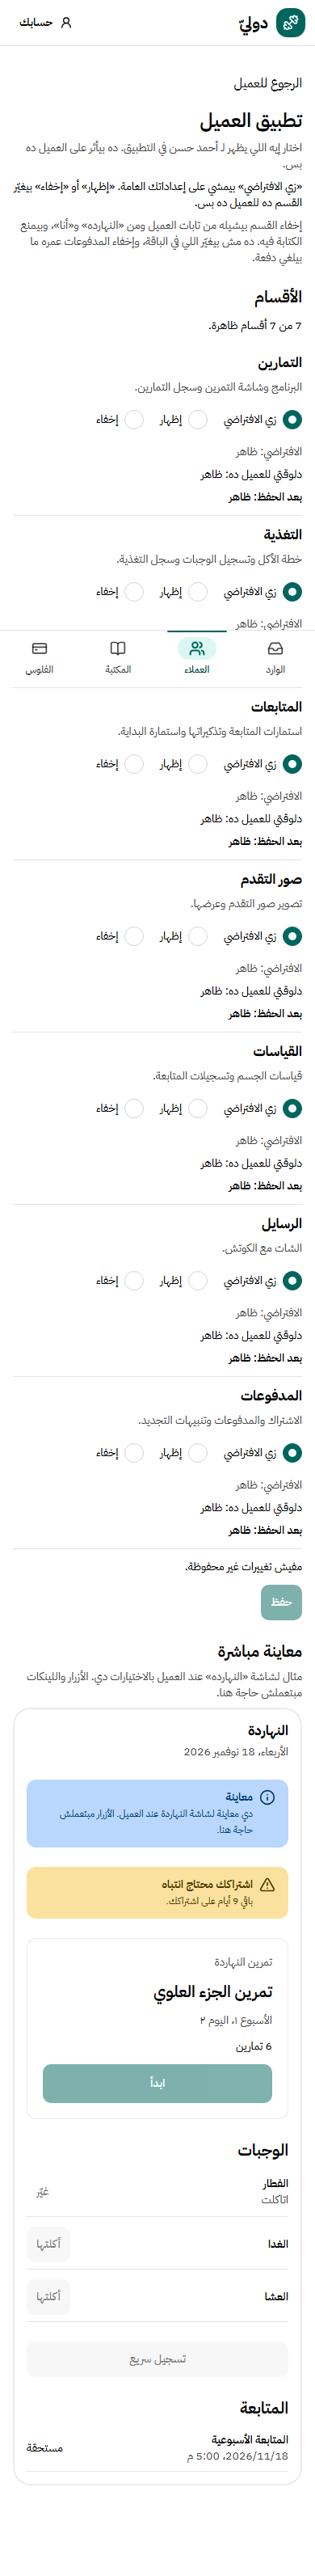 دوليّ
حسابك
الرجوع للعميل
تطبيق العميل
اختار إيه اللي يظهر لـ أحمد حسن في التطبيق. ده بيأثر على العميل ده
بس.
«زي الافتراضي» بيمشي على إعداداتك العامة. «إظهار» أو «إخفاء» بيغيّر
القسم ده للعميل ده بس.
إخفاء القسم بيشيله من تابات العميل ومن «النهارده» و«أنا»، وبيمنع
الكتابة فيه. ده مش بيغيّر اللي في الباقة، وإخفاء المدفوعات عمره ما
بيلغي دفعة.
الأقسام
7 من 7 أقسام ظاهرة.
التمارين
البرنامج وشاشة التمرين وسجل التمارين.
زي الافتراضي
إظهار
إخفاء
الافتراضي: ظاهر
دلوقتي للعميل ده: ظاهر
بعد الحفظ: ظاهر
التغذية
خطة الأكل وتسجيل الوجبات وسجل التغذية.
زي الافتراضي
إظهار
إخفاء
الافتراضي: ظاهر
الوارد
العملاء
المكتبة
الفلوس
المتابعات
استمارات المتابعة وتذكيراتها واستمارة البداية.
زي الافتراضي
إظهار
إخفاء
الافتراضي: ظاهر
دلوقتي للعميل ده: ظاهر
بعد الحفظ: ظاهر
صور التقدم
تصوير صور التقدم وعرضها.
زي الافتراضي
إظهار
إخفاء
الافتراضي: ظاهر
دلوقتي للعميل ده: ظاهر
بعد الحفظ: ظاهر
القياسات
قياسات الجسم وتسجيلات المتابعة.
زي الافتراضي
إظهار
إخفاء
الافتراضي: ظاهر
دلوقتي للعميل ده: ظاهر
بعد الحفظ: ظاهر
الرسايل
الشات مع الكوتش.
زي الافتراضي
إظهار
إخفاء
الافتراضي: ظاهر
دلوقتي للعميل ده: ظاهر
بعد الحفظ: ظاهر
المدفوعات
الاشتراك والمدفوعات وتنبيهات التجديد.
زي الافتراضي
إظهار
إخفاء
الافتراضي: ظاهر
دلوقتي للعميل ده: ظاهر
بعد الحفظ: ظاهر
مفيش تغييرات غير محفوظة.
حفظ
معاينة مباشرة
مثال لشاشة «النهارده» عند العميل بالاختيارات دي. الأزرار واللينكات
مبتعملش حاجة هنا.
النهاردة
الأربعاء، 18 نوفمبر 2026
معاينة
دي معاينة لشاشة النهاردة عند العميل. الأزرار مبتعملش
حاجة هنا.
اشتراكك محتاج انتباه
باقي 9 أيام على اشتراكك.
تمرين النهاردة
تمرين الجزء العلوي
الأسبوع ١، اليوم ٢
6 تمارين
ابدأ
الوجبات
الفطار
اتاكلت
غيّر
الغدا
أكلتها
العشا
أكلتها
تسجيل سريع
المتابعة
المتابعة الأسبوعية
2026/11/18، 5:00 م
مستحقة